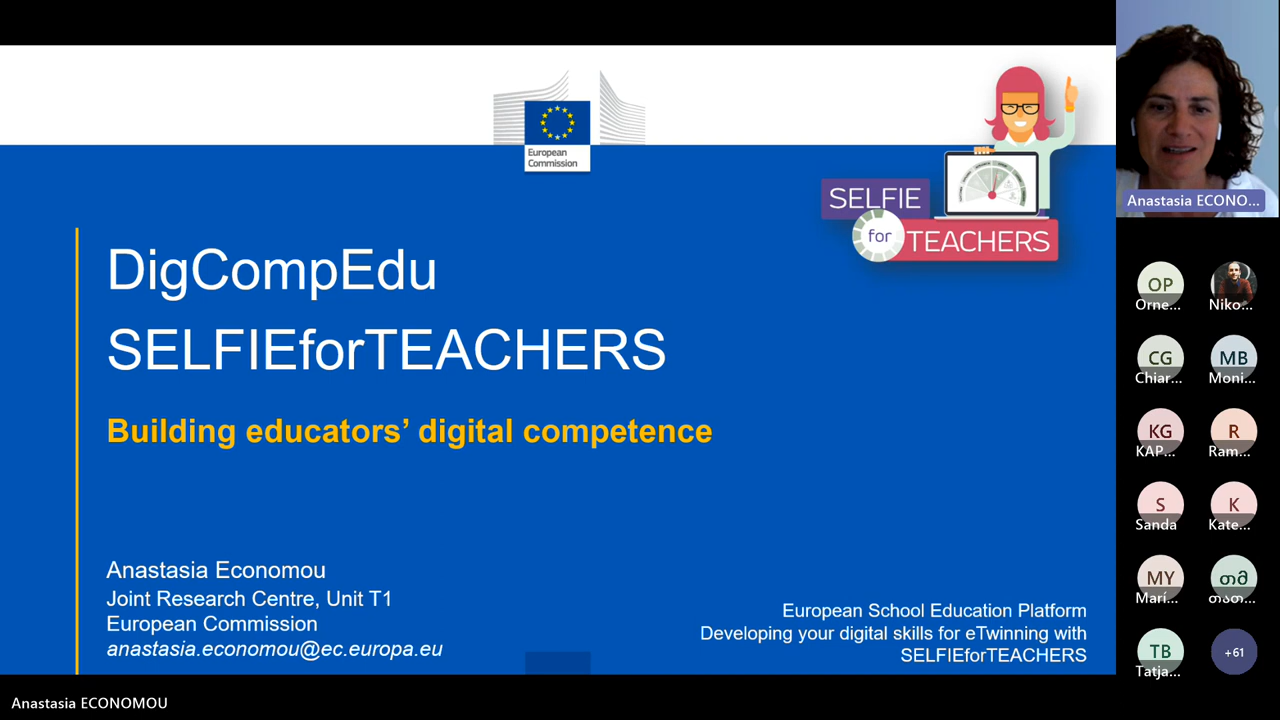 European
Commission
SELFIE
for TEACHERS
DigCompEdu
SELFIEforTEACHERS
Building educators’ digital competence
Anastasia Economou
Joint Research Centre, Unit T1
European Commission
anastasia.economou@ec.europa.eu
European School Education Platform
Developing your digital skills for eTwinning with
SELFIEforTEACHERS
Anastasia ECONO...
OP
Orne...
Niko...
CG
Chiar...
MB
Moni...
KG
KAP...
R
Ram...
S
Sanda
K
Kate...
MY
Marí...
თმ
თათ...
TB
Tatja...
+61
Anastasia ECONOMOU